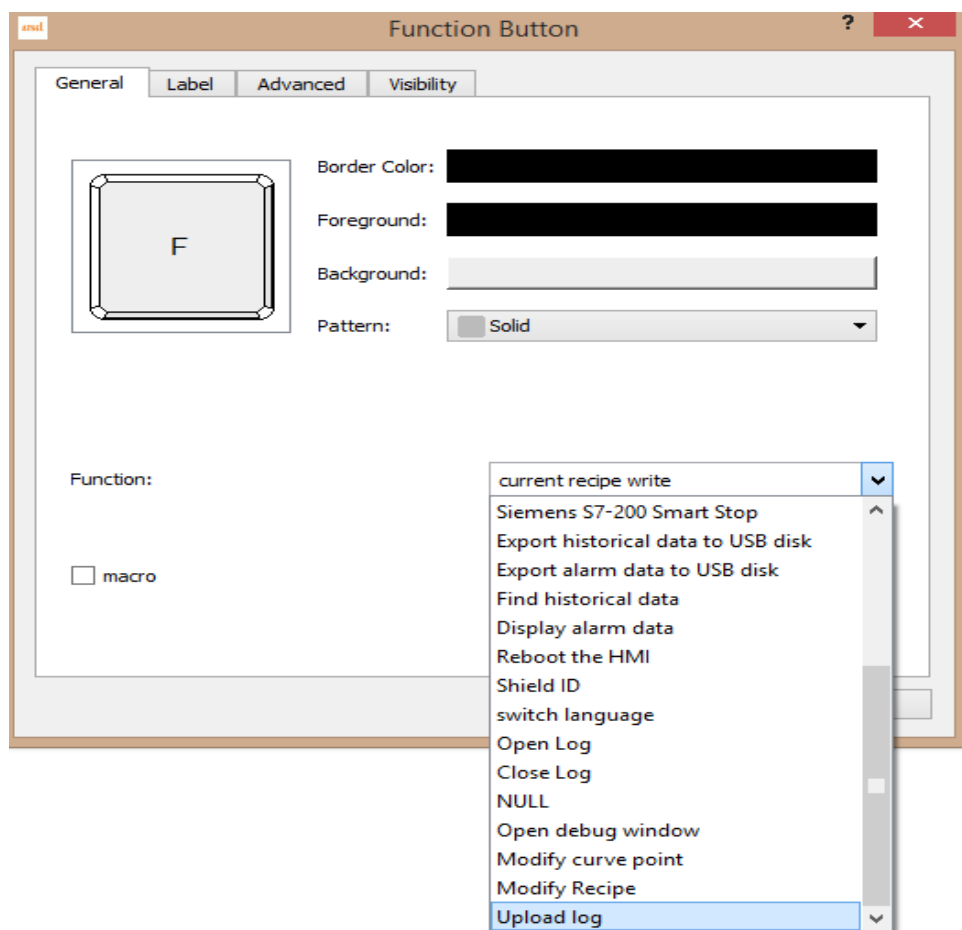 Function Button
?
General Label Advanced Visibility
Border Color:
Foreground:
F
Background:
Pattern: Solid
Function: current recipe write
Siemens S7-200 Smart Stop
Export historical data to USB disk
Export alarm data to USB disk
macro
Find historical data
Display alarm data
Reboot the HMI
Shield ID
switch language
Open Log
Close Log
NULL
Open debug window
Modify curve point
Modify Recipe
Upload log